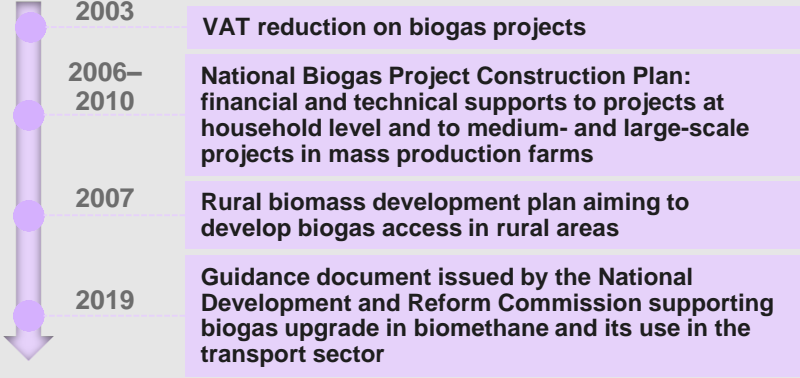 2003
VAT reduction on biogas projects
2006–
2010
National Biogas Project Construction Plan:
financial and technical supports to projects at
household level and to medium- and large-scale
projects in mass production farms
2007
Rural biomass development plan aiming to
develop biogas access in rural areas
2019
Guidance document issued by the National
Development and Reform Commission supporting
biogas upgrade in biomethane and its use in the
transport sector